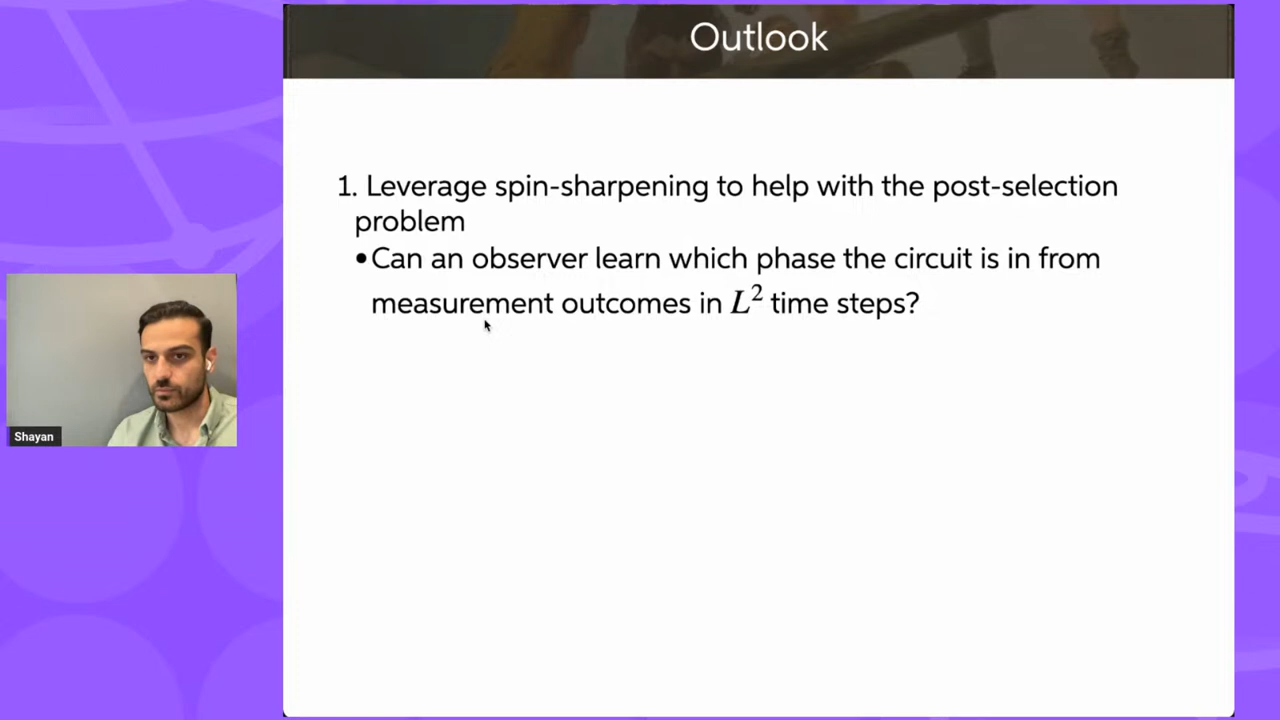 Outlook
1. Leverage spin-sharpening to help with the post-selection
problem
•Can an observer learn which phase the circuit is in from
measurement outcomes in L² time steps?
Shayan